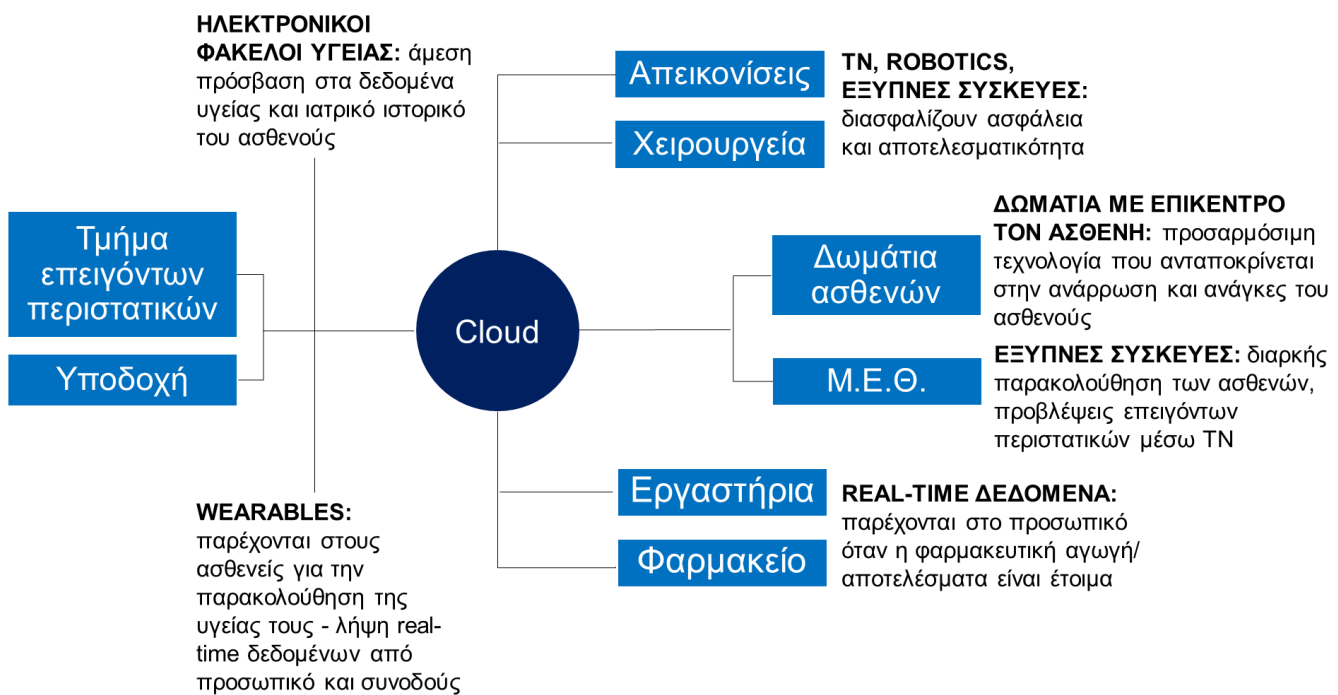 ΗΛΕΚΤΡΟΝΙΚΟΙ
ΦΑΚΕΛΟΙ ΥΓΕΙΑΣ: άμεση
πρόσβαση στα δεδομένα
υγείας και ιατρικό ιστορικό
του ασθενούς
Απεικονίσεις
Χειρουργεία
ΤΝ, ROBOTICS,
ΕΞΥΠΝΕΣ ΣΥΣΚΕΥΕΣ:
διασφαλίζουν ασφάλεια
και αποτελεσματικότητα
Τμήμα
επειγόντων
περιστατικών
Υποδοχή
Cloud
Δωμάτια
ασθενών
Μ.Ε.Θ.
ΔΩΜΑΤΙΑ ΜΕ ΕΠΙΚΕΝΤΡΟ
ΤΟΝ ΑΣΘΕΝΗ: προσαρμόσιμη
τεχνολογία που ανταποκρίνεται
στην ανάρρωση και ανάγκες του
ασθενούς
ΕΞΥΠΝΕΣ ΣΥΣΚΕΥΕΣ: διαρκής
παρακολούθηση των ασθενών,
προβλέψεις επειγόντων
περιστατικών μέσω ΤΝ
WEARABLES:
παρέχονται στους
ασθενείς για την
παρακολούθηση της
υγείας τους - λήψη real-
time δεδομένων από
προσωπικό και συνοδούς
Εργαστήρια
Φαρμακείο
REAL-TIME ΔΕΔΟΜΕΝΑ:
παρέχονται στο προσωπικό
όταν η φαρμακευτική αγωγή/
αποτελέσματα είναι έτοιμα